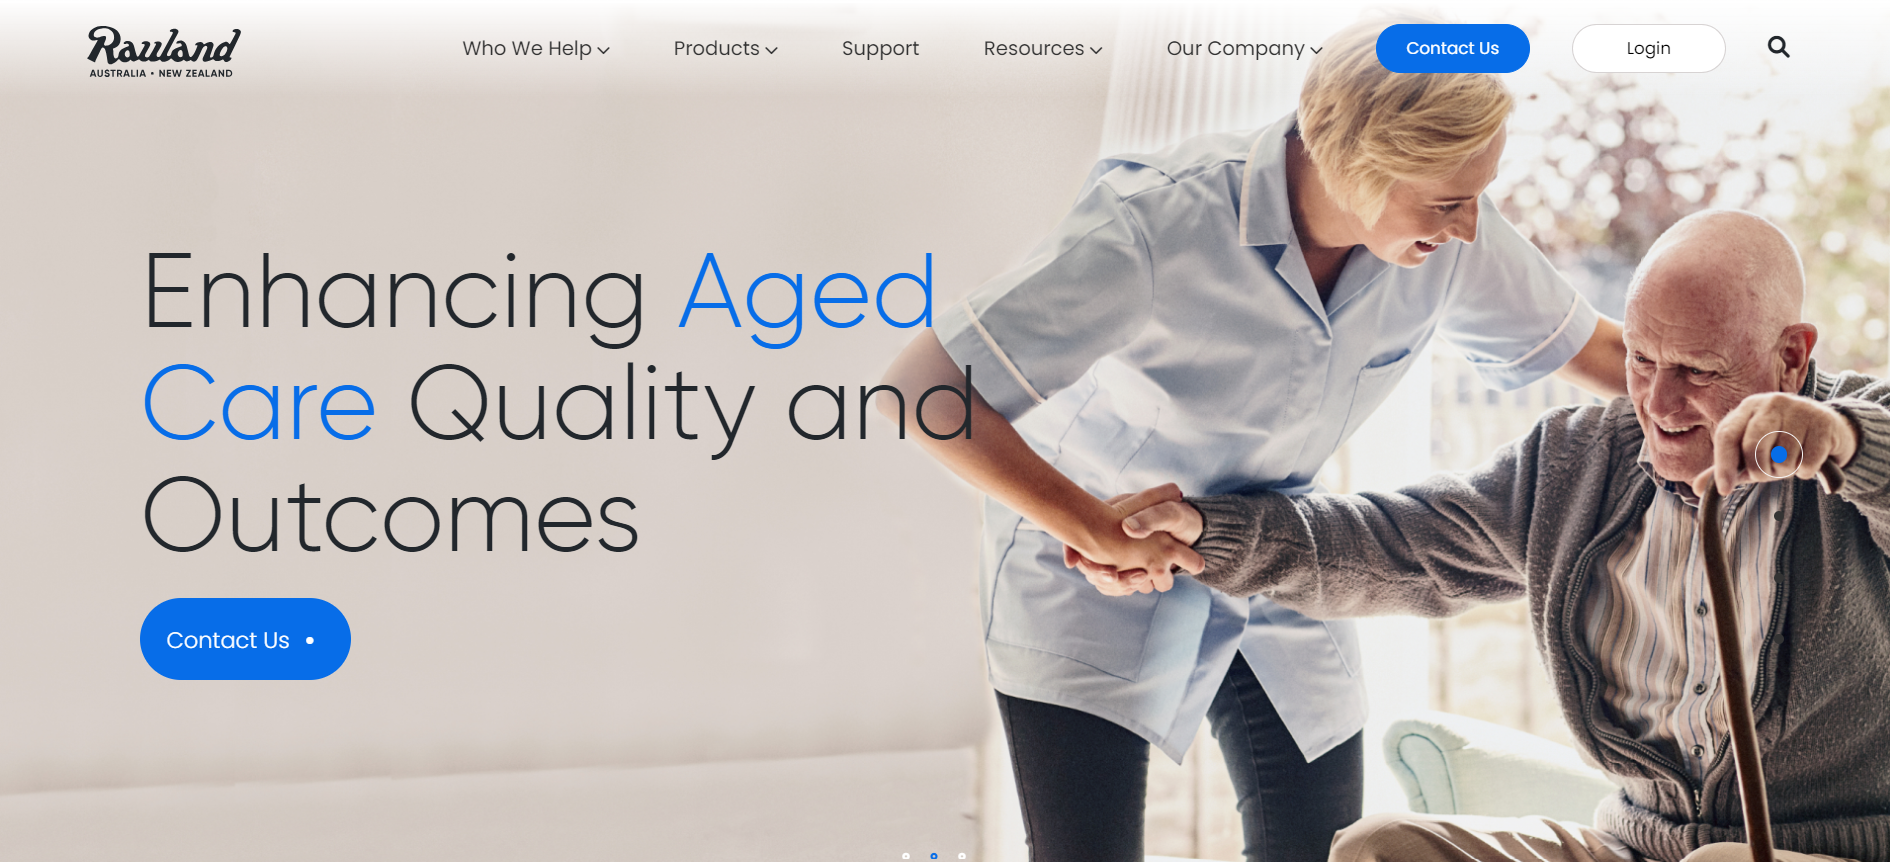 Rauland
AUSTRALIA • NEW ZEALAND
Who We Help
Products
Support
Resources
Our Company
Contact Us
Login
Enhancing Aged
Care Quality and
Outcomes
Contact Us